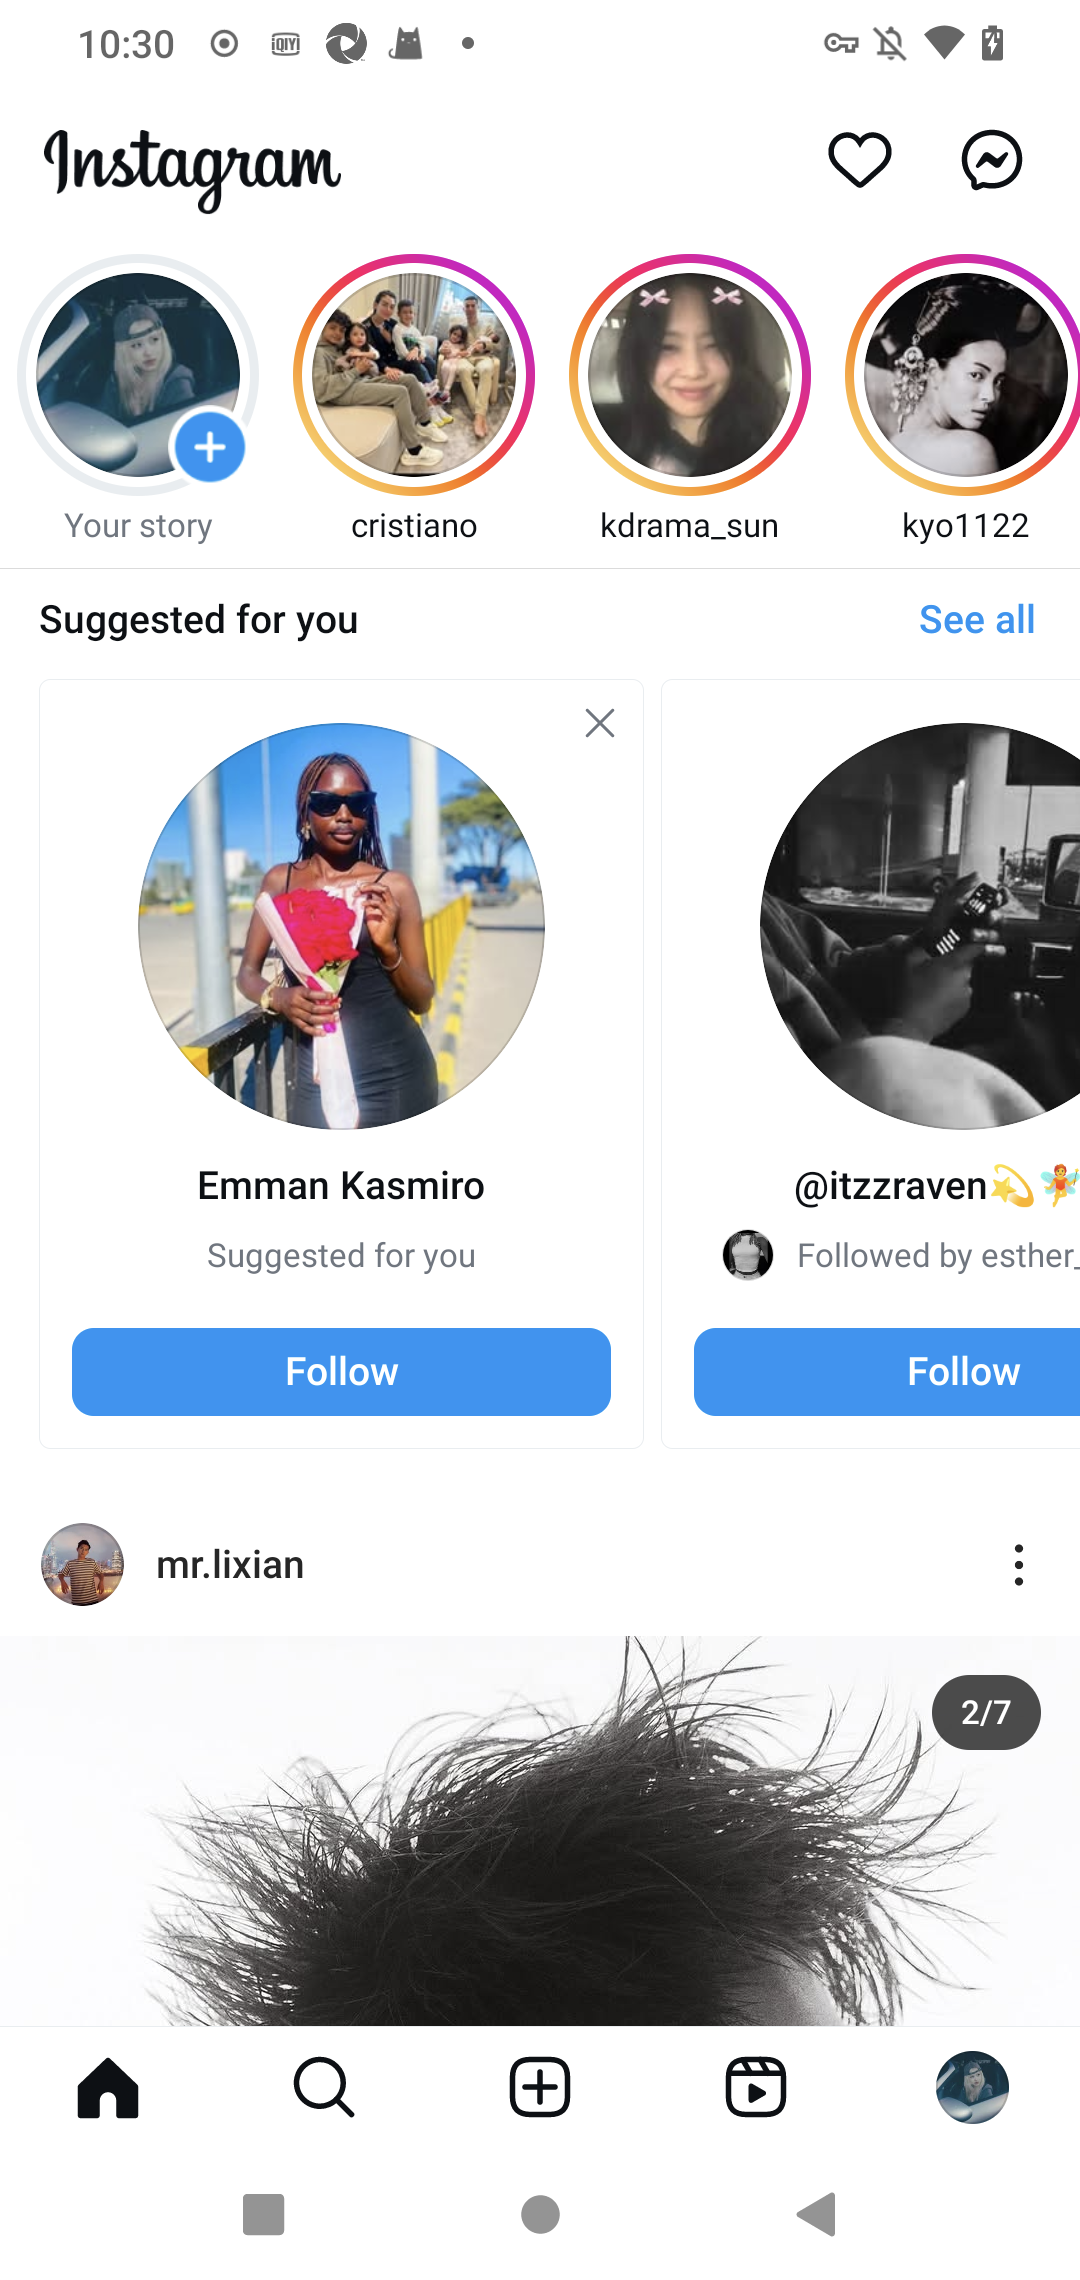 10:30
iQIYI
Instagram
Your story
cristiano
kdrama_sun
kyo1122
Suggested for you
See all
Emman Kasmiro
Suggested for you
Follow
@itzzraven💫🧚
Followed by esther_
Follow
mr.lixian
2/7